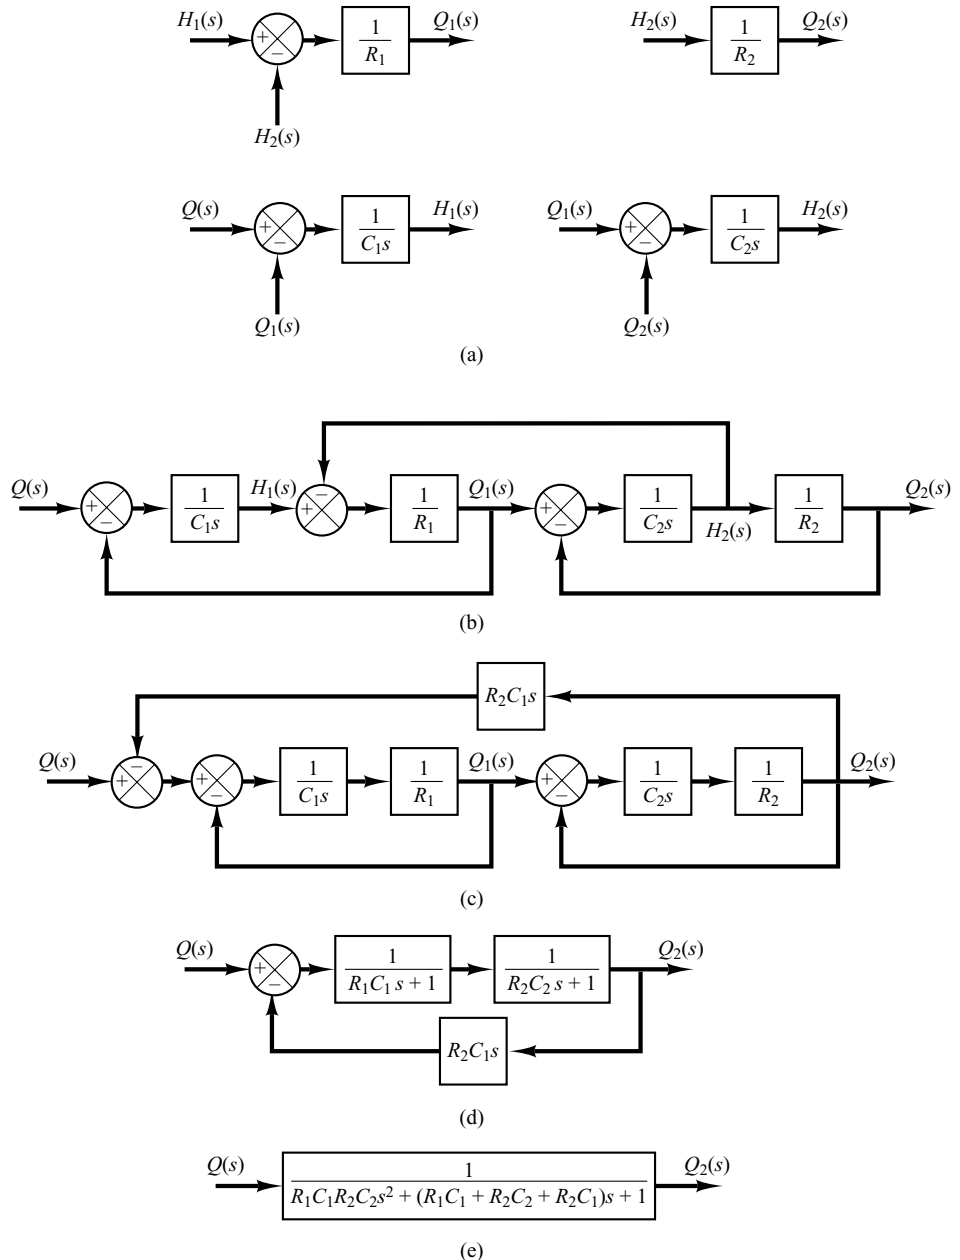 H₁(s) + − 1/R₁ Q₁(s)
H₂(s)
H₂(s) 1/R₂ Q₂(s)
Q(s) + − 1/(C₁s) H₁(s)
Q₁(s)
Q₁(s) + − 1/(C₂s) H₂(s)
Q₂(s)
(a)
Q(s) + − 1/(C₁s) H₁(s) + − 1/R₁ Q₁(s) + − 1/(C₂s) H₂(s) 1/R₂ Q₂(s)
(b)
R₂C₁s
Q(s) + − + − 1/(C₁s) 1/R₁ Q₁(s) + − 1/(C₂s) 1/R₂ Q₂(s)
(c)
Q(s) + − 1/(R₁C₁s + 1) 1/(R₂C₂s + 1) Q₂(s)
R₂C₁s
(d)
Q(s) 1/(R₁C₁R₂C₂s² + (R₁C₁ + R₂C₂ + R₂C₁)s + 1) Q₂(s)
(e)